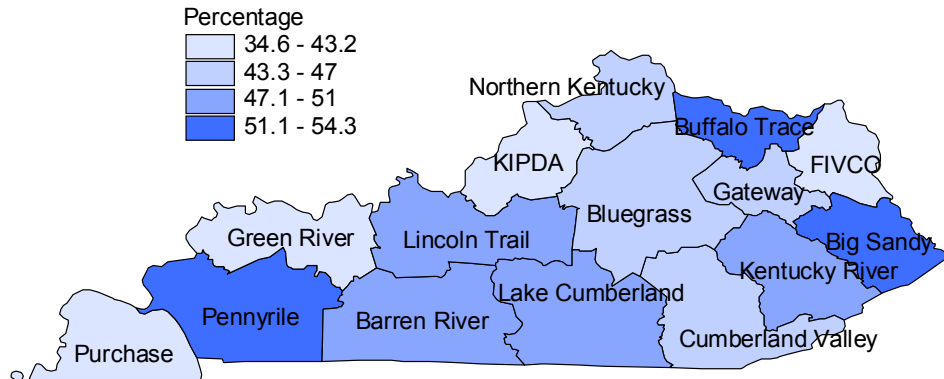 Percentage
34.6 - 43.2
43.3 - 47
47.1 - 51
51.1 - 54.3
Northern Kentucky
Buffalo Trace
KIPDA
FIVCO
Gateway
Bluegrass
Green River
Lincoln Trail
Big Sandy
Kentucky River
Lake Cumberland
Pennyrile
Barren River
Cumberland Valley
Purchase